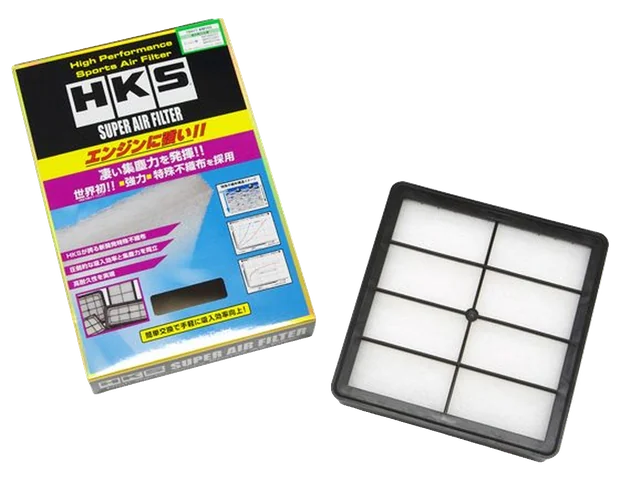 High Performance
Sports Air Filter
HKS
SUPER AIR FILTER
エンジンに凄い!!
凄い集塵力を発揮!!
世界初!! 強力 特殊不織布を採用
HKSが誇る新開発特殊不織布
圧倒的な吸入効率と集塵力を両立
高耐久性を実現
簡単交換で手軽に吸入効率向上!
HKS SUPER AIR FILTER